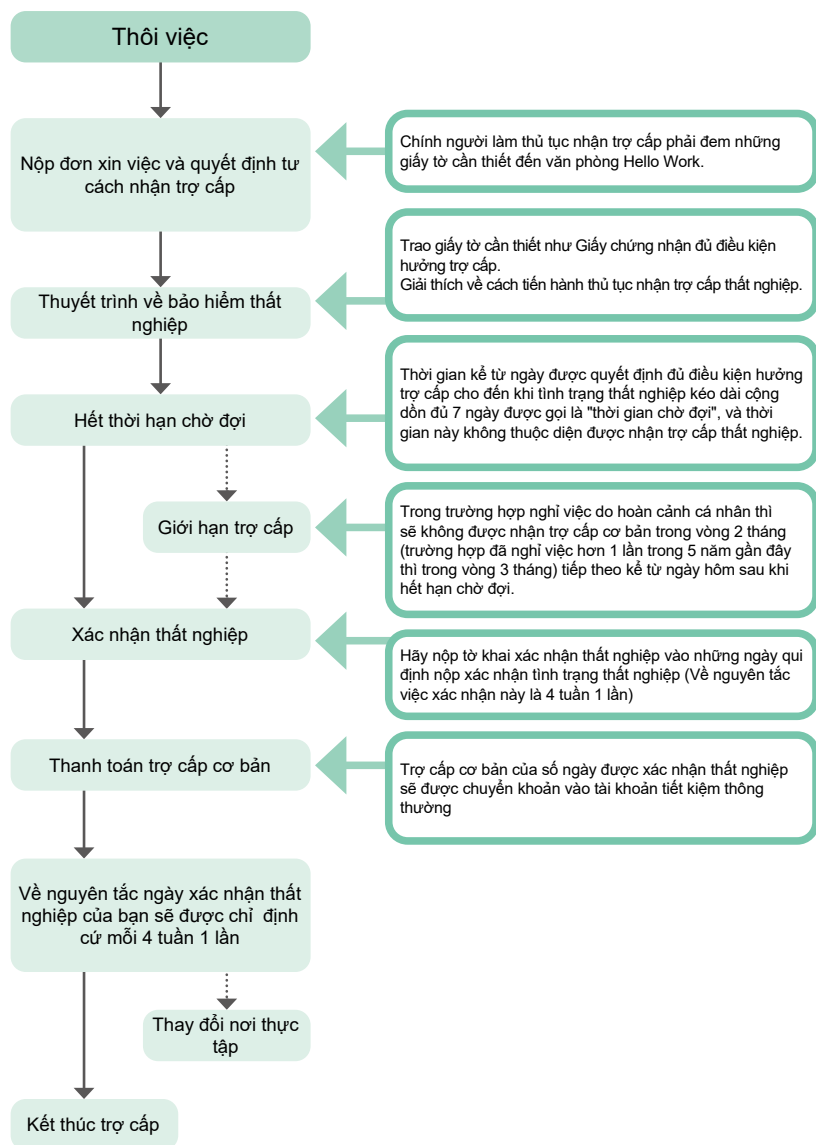 Thôi việc
Nộp đơn xin việc và quyết định tư
cách nhận trợ cấp
Chính người làm thủ tục nhận trợ cấp phải đem những
giấy tờ cần thiết đến văn phòng Hello Work.
Thuyết trình về bảo hiểm thất
nghiệp
Trao giấy tờ cần thiết như Giấy chứng nhận đủ điều kiện
hưởng trợ cấp.
Giải thích về cách tiến hành thủ tục nhận trợ cấp thất nghiệp.
Hết thời hạn chờ đợi
Thời gian kể từ ngày được quyết định đủ điều kiện hưởng
trợ cấp cho đến khi tình trạng thất nghiệp kéo dài cộng
dồn đủ 7 ngày được gọi là "thời gian chờ đợi", và thời
gian này không thuộc diện được nhận trợ cấp thất nghiệp.
Giới hạn trợ cấp
Trong trường hợp nghỉ việc do hoàn cảnh cá nhân thì
sẽ không được nhận trợ cấp cơ bản trong vòng 2 tháng
(trường hợp đã nghỉ việc hơn 1 lần trong 5 năm gần đây
thì trong vòng 3 tháng) tiếp theo kể từ ngày hôm sau khi
hết hạn chờ đợi.
Xác nhận thất nghiệp
Hãy nộp tờ khai xác nhận thất nghiệp vào những ngày qui
định nộp xác nhận tình trạng thất nghiệp (Về nguyên tắc
việc xác nhận này là 4 tuần 1 lần)
Thanh toán trợ cấp cơ bản
Trợ cấp cơ bản của số ngày được xác nhận thất nghiệp
sẽ được chuyển khoản vào tài khoản tiết kiệm thông
thường
Về nguyên tắc ngày xác nhận thất
nghiệp của bạn sẽ được chỉ định
cứ mỗi 4 tuần 1 lần
Thay đổi nơi thực
tập
Kết thúc trợ cấp